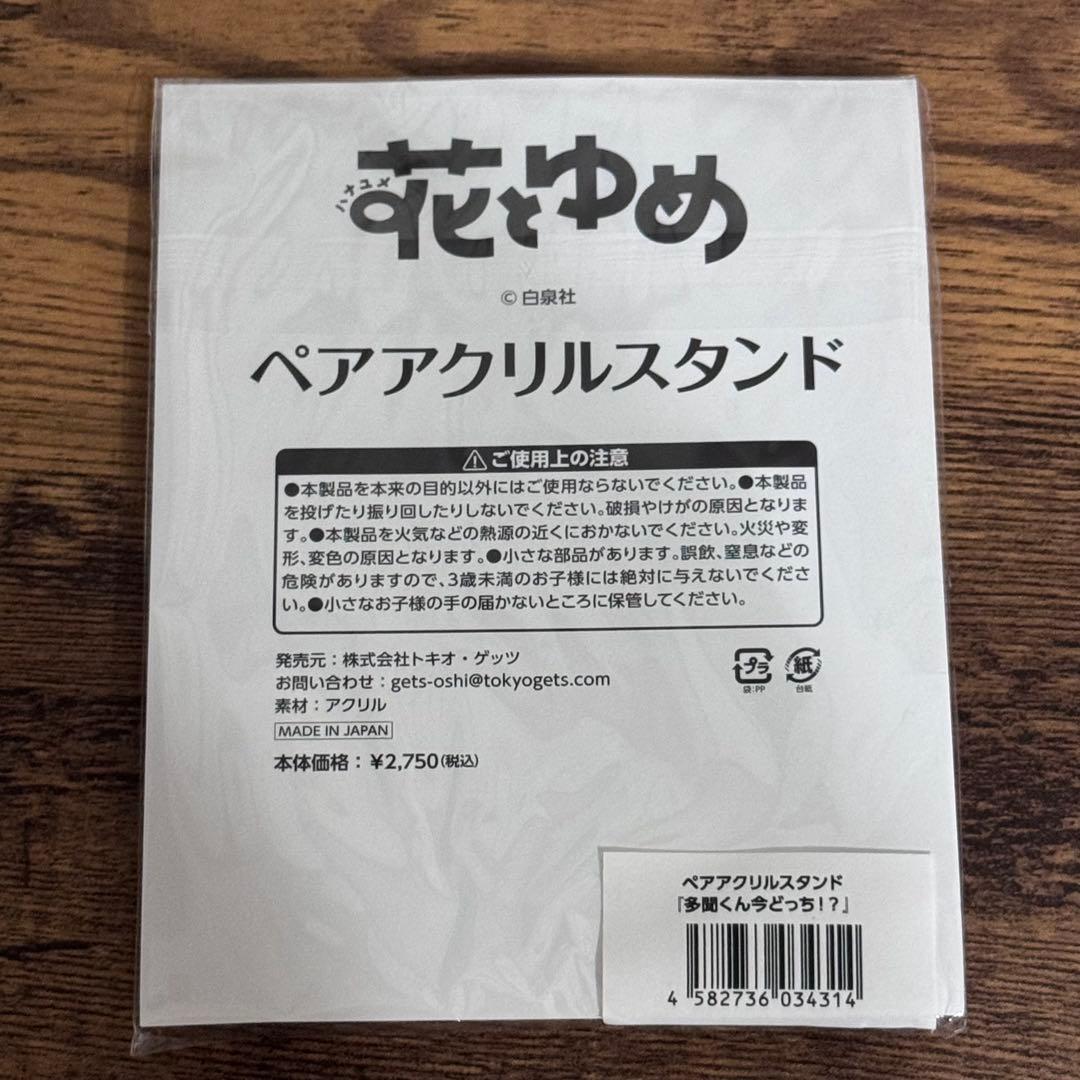 ハナユメ
花とゆめ
© 白泉社
ペアアクリルスタンド
⚠ ご使用上の注意
●本製品を本来の目的以外にはご使用ならないでください。●本製品
を投げたり振り回したりしないでください。破損やけがの原因となりま
す。●本製品を火気などの熱源の近くにおかないでください。火災や変
形、変色の原因となります。●小さな部品があります。誤飲、窒息などの
危険がありますので、3歳未満のお子様には絶対に与えないでくださ
い。●小さなお子様の手の届かないところに保管してください。
発売元：株式会社トキオ・ゲッツ
お問い合わせ：gets-oshi@tokyogets.com
素材：アクリル
MADE IN JAPAN
本体価格：¥2,750(税込)
プラ
袋:PP
紙
台紙
ペアアクリルスタンド
『多聞くん今どっち！？』
4 582736 034314